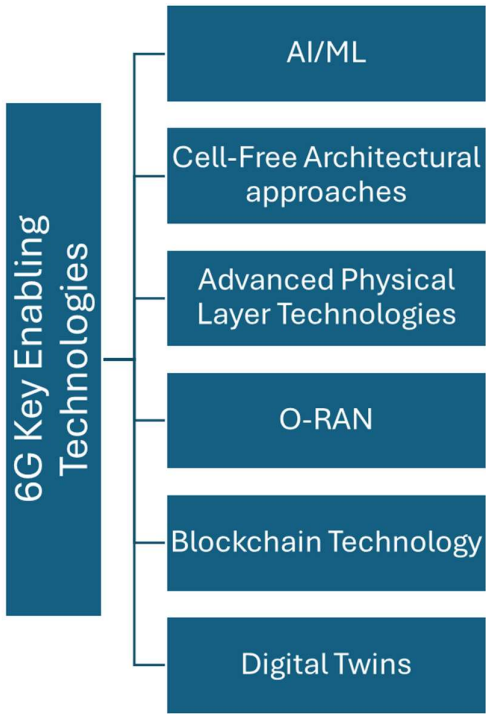 6G Key Enabling
Technologies
AI/ML
Cell-Free Architectural
approaches
Advanced Physical
Layer Technologies
O-RAN
Blockchain Technology
Digital Twins